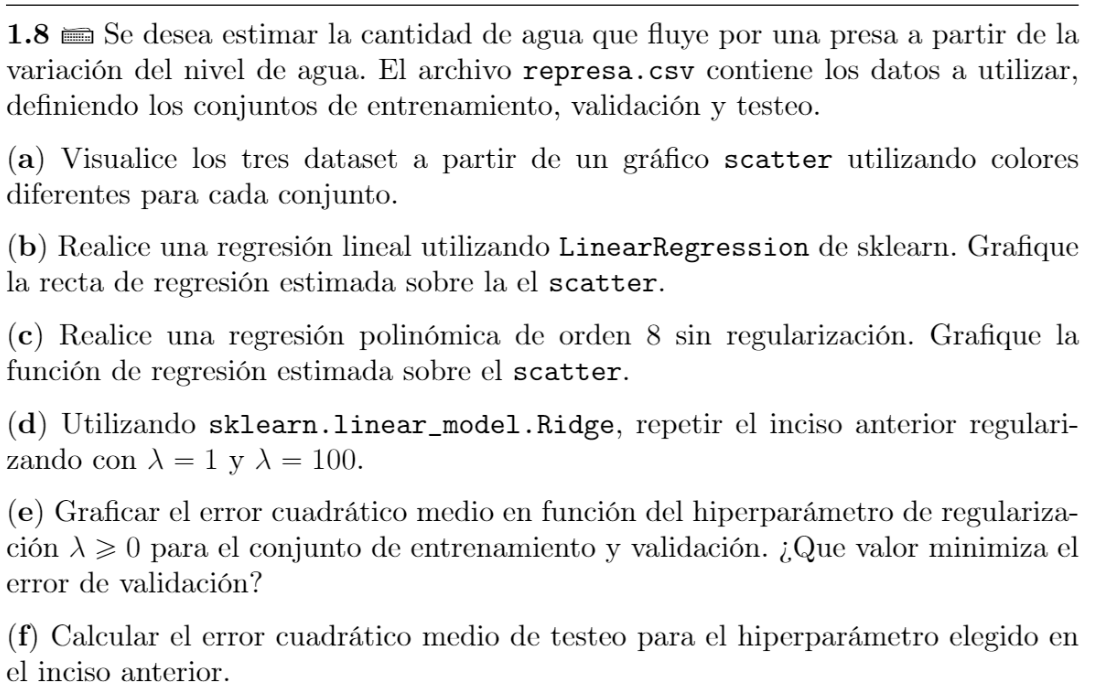 1.8 ⌨ Se desea estimar la cantidad de agua que fluye por una presa a partir de la
variación del nivel de agua. El archivo represa.csv contiene los datos a utilizar,
definiendo los conjuntos de entrenamiento, validación y testeo.
(a) Visualice los tres dataset a partir de un gráfico scatter utilizando colores
diferentes para cada conjunto.
(b) Realice una regresión lineal utilizando LinearRegression de sklearn. Grafique
la recta de regresión estimada sobre la el scatter.
(c) Realice una regresión polinómica de orden 8 sin regularización. Grafique la
función de regresión estimada sobre el scatter.
(d) Utilizando sklearn.linear_model.Ridge, repetir el inciso anterior regulari-
zando con λ = 1 y λ = 100.
(e) Graficar el error cuadrático medio en función del hiperparámetro de regulariza-
ción λ ⩾ 0 para el conjunto de entrenamiento y validación. ¿Que valor minimiza el
error de validación?
(f) Calcular el error cuadrático medio de testeo para el hiperparámetro elegido en
el inciso anterior.